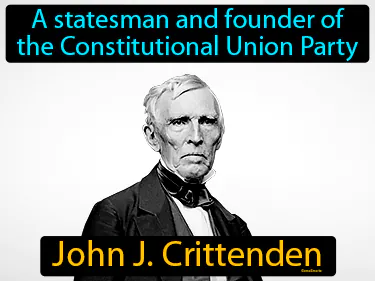 A statesman and founder of
the Constitutional Union Party
John J. Crittenden